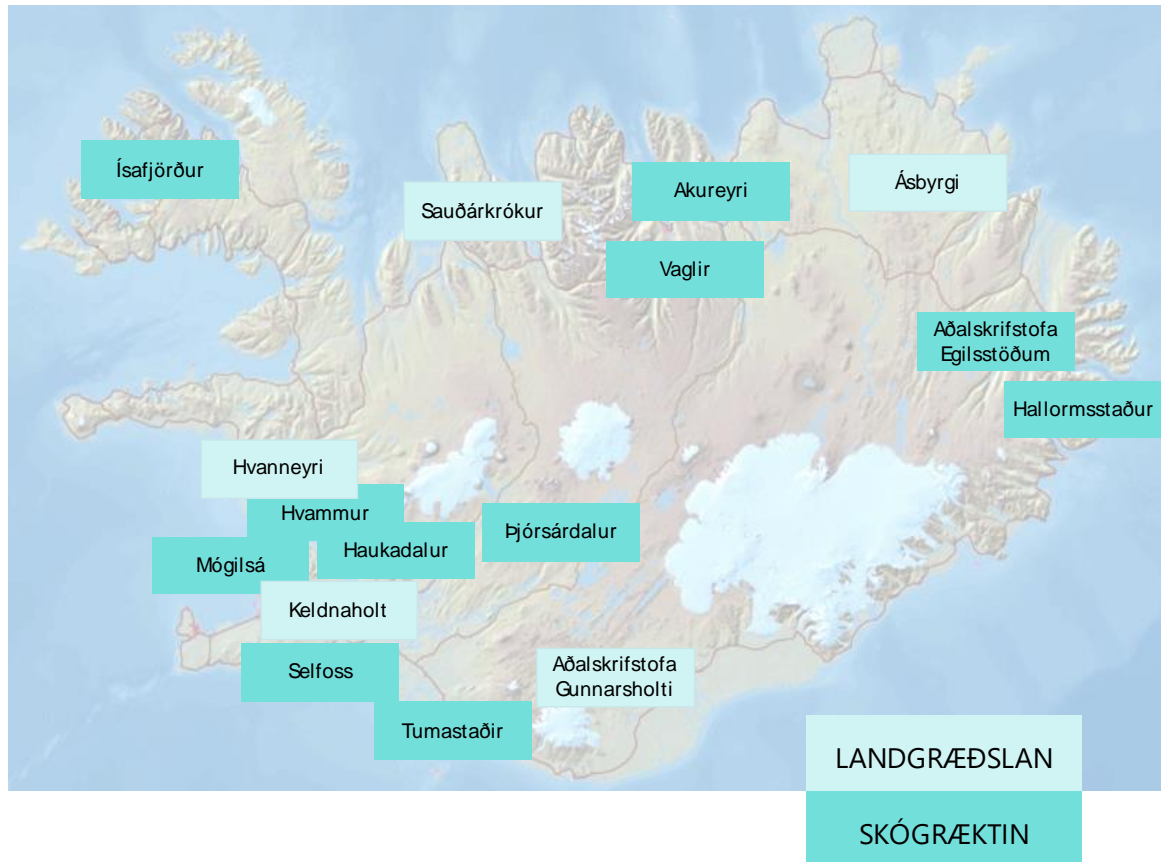 Ísafjörður
Sauðárkrókur
Akureyri
Ásbyrgi
Vaglir
Aðalskrifstofa
Egilsstöðum
Hallormsstaður
Hvanneyri
Hvammur
Haukadalur
Þjórsárdalur
Mógilsá
Keldnaholt
Selfoss
Aðalskrifstofa
Gunnarsholti
Tumastaðir
LANDGRÆÐSLAN
SKÓGRÆKTIN